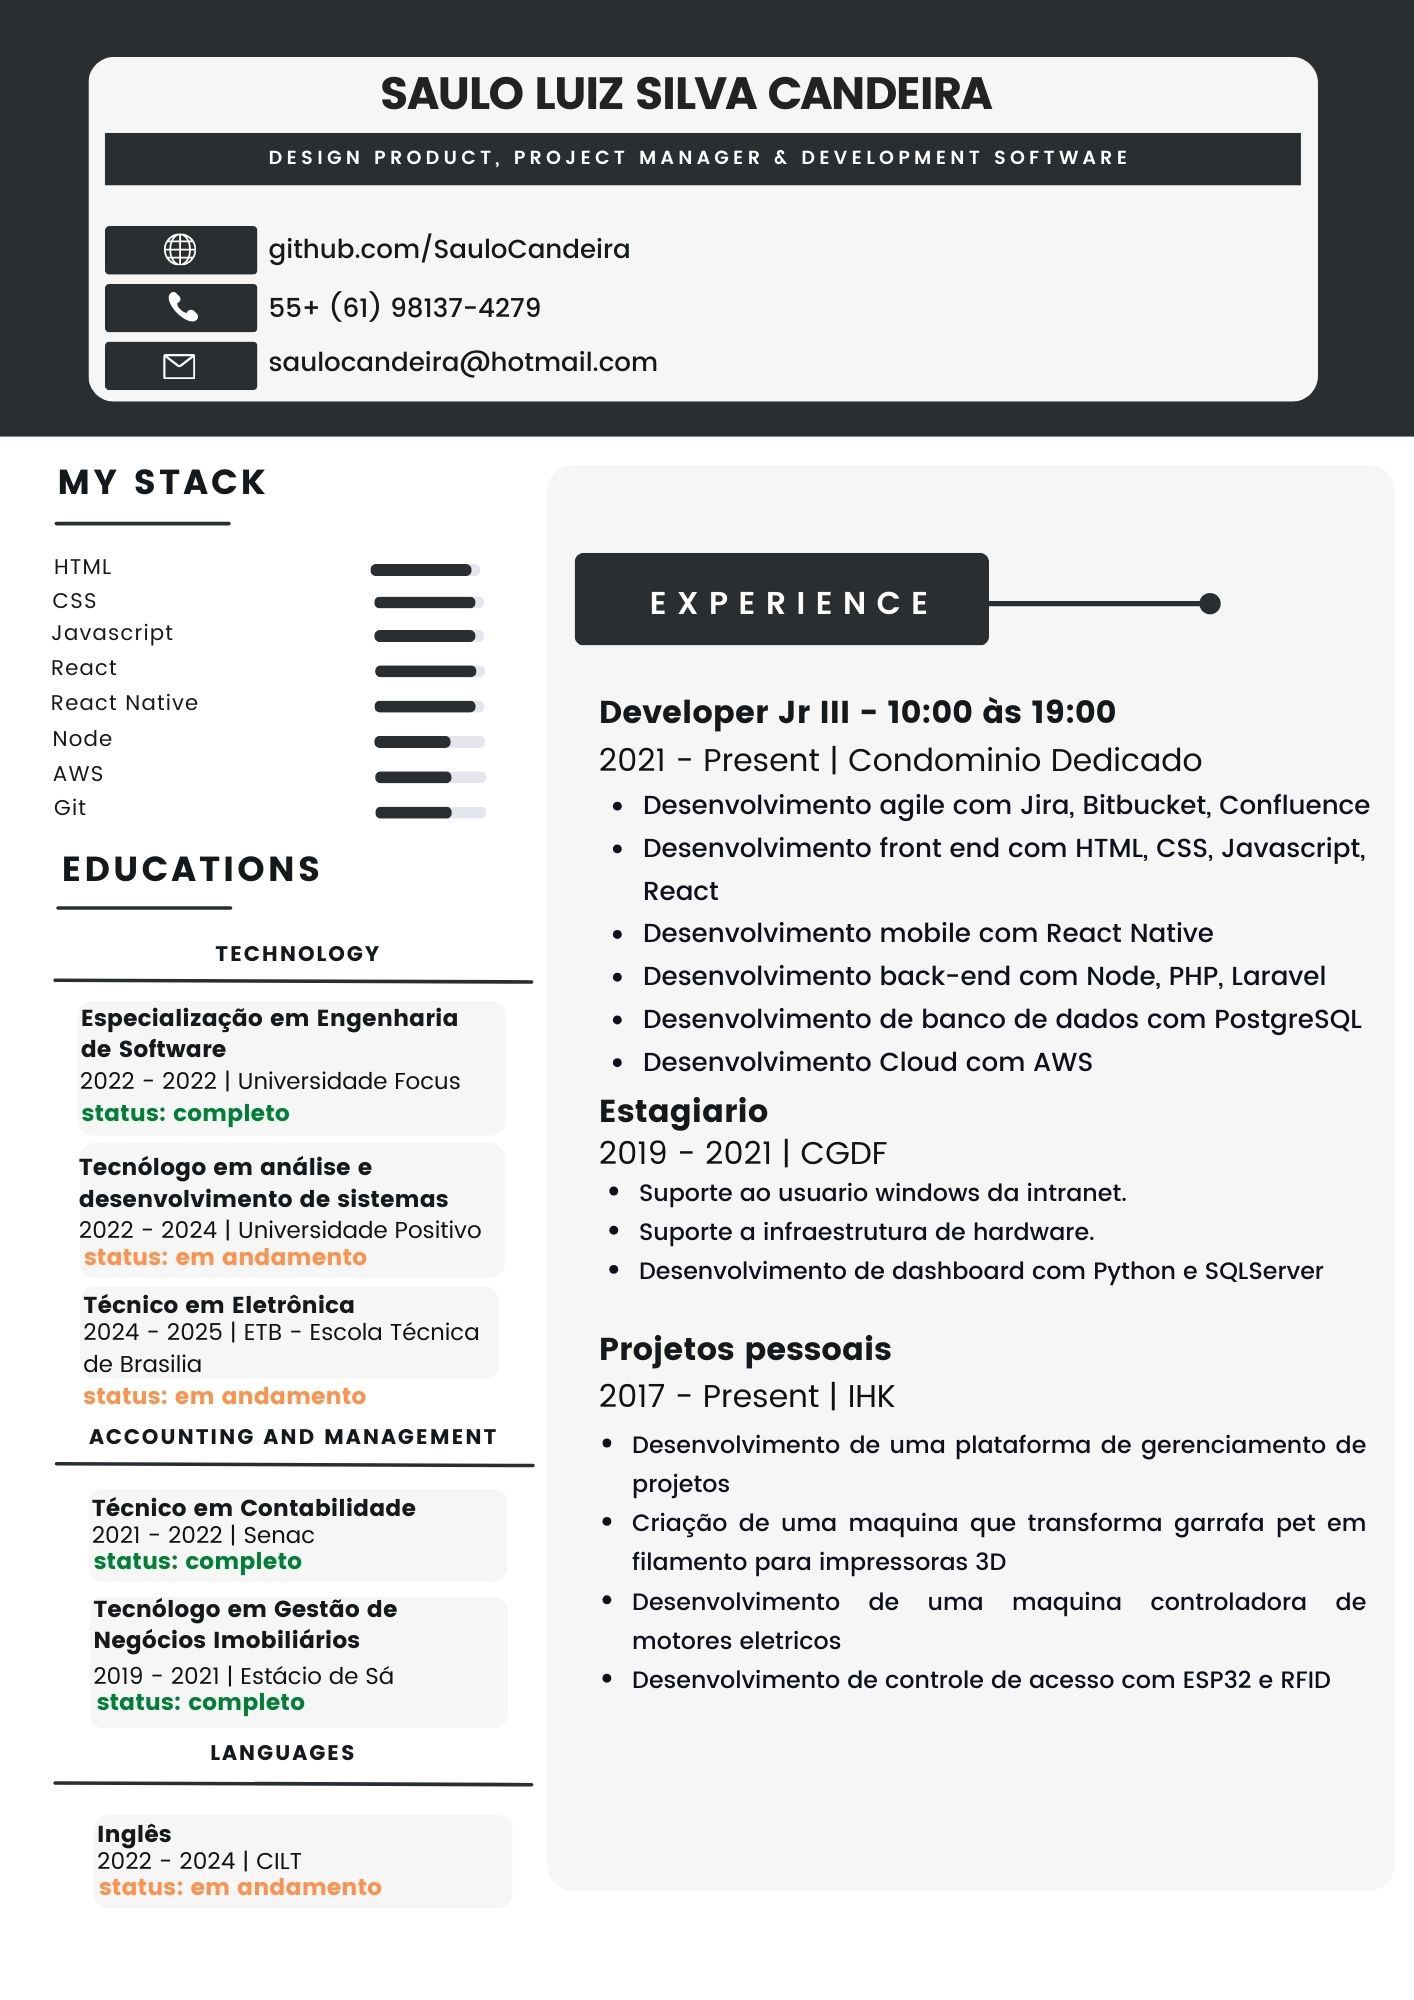 SAULO LUIZ SILVA CANDEIRA
DESIGN PRODUCT, PROJECT MANAGER & DEVELOPMENT SOFTWARE
github.com/SauloCandeira
55+ (61) 98137-4279
saulocandeira@hotmail.com
MY STACK
HTML
CSS
Javascript
React
React Native
Node
AWS
Git
EDUCATIONS
TECHNOLOGY
Especialização em Engenharia
de Software
2022 - 2022 | Universidade Focus
status: completo
Tecnólogo em análise e
desenvolvimento de sistemas
2022 - 2024 | Universidade Positivo
status: em andamento
Técnico em Eletrônica
2024 - 2025 | ETB - Escola Técnica
de Brasilia
status: em andamento
ACCOUNTING AND MANAGEMENT
Técnico em Contabilidade
2021 - 2022 | Senac
status: completo
Tecnólogo em Gestão de
Negócios Imobiliários
2019 - 2021 | Estácio de Sá
status: completo
LANGUAGES
Inglês
2022 - 2024 | CILT
status: em andamento
EXPERIENCE
Developer Jr III - 10:00 às 19:00
2021 - Present | Condominio Dedicado
• Desenvolvimento agile com Jira, Bitbucket, Confluence
• Desenvolvimento front end com HTML, CSS, Javascript,
React
• Desenvolvimento mobile com React Native
• Desenvolvimento back-end com Node, PHP, Laravel
• Desenvolvimento de banco de dados com PostgreSQL
• Desenvolvimento Cloud com AWS
Estagiario
2019 - 2021 | CGDF
• Suporte ao usuario windows da intranet.
• Suporte a infraestrutura de hardware.
• Desenvolvimento de dashboard com Python e SQLServer
Projetos pessoais
2017 - Present | IHK
• Desenvolvimento de uma plataforma de gerenciamento de
projetos
• Criação de uma maquina que transforma garrafa pet em
filamento para impressoras 3D
• Desenvolvimento de uma maquina controladora de
motores eletricos
• Desenvolvimento de controle de acesso com ESP32 e RFID